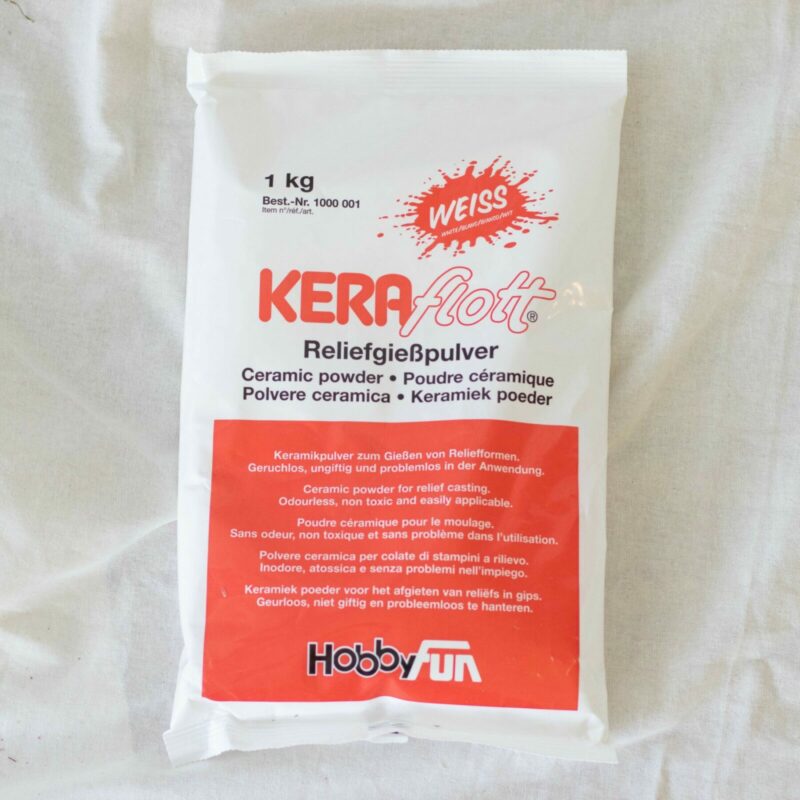 1 kg
Best.-Nr. 1000 001
Item n°/réf./art.
WEISS
WHITE/BLANC/BIANCO/WIT
KERAflott®
Reliefgießpulver
Ceramic powder • Poudre céramique
Polvere ceramica • Keramiek poeder
Keramikpulver zum Gießen von Reliefformen.
Geruchlos, ungiftig und problemlos in der Anwendung.
Ceramic powder for relief casting.
Odourless, non toxic and easily applicable.
Poudre céramique pour le moulage.
Sans odeur, non toxique et sans problème dans l'utilisation.
Polvere ceramica per colate di stampini a rilievo.
Inodore, atossica e senza problemi nell'impiego.
Keramiek poeder voor het afgieten van reliëfs in gips.
Geurloos, niet giftig en probleemloos te hanteren.
HobbyFun